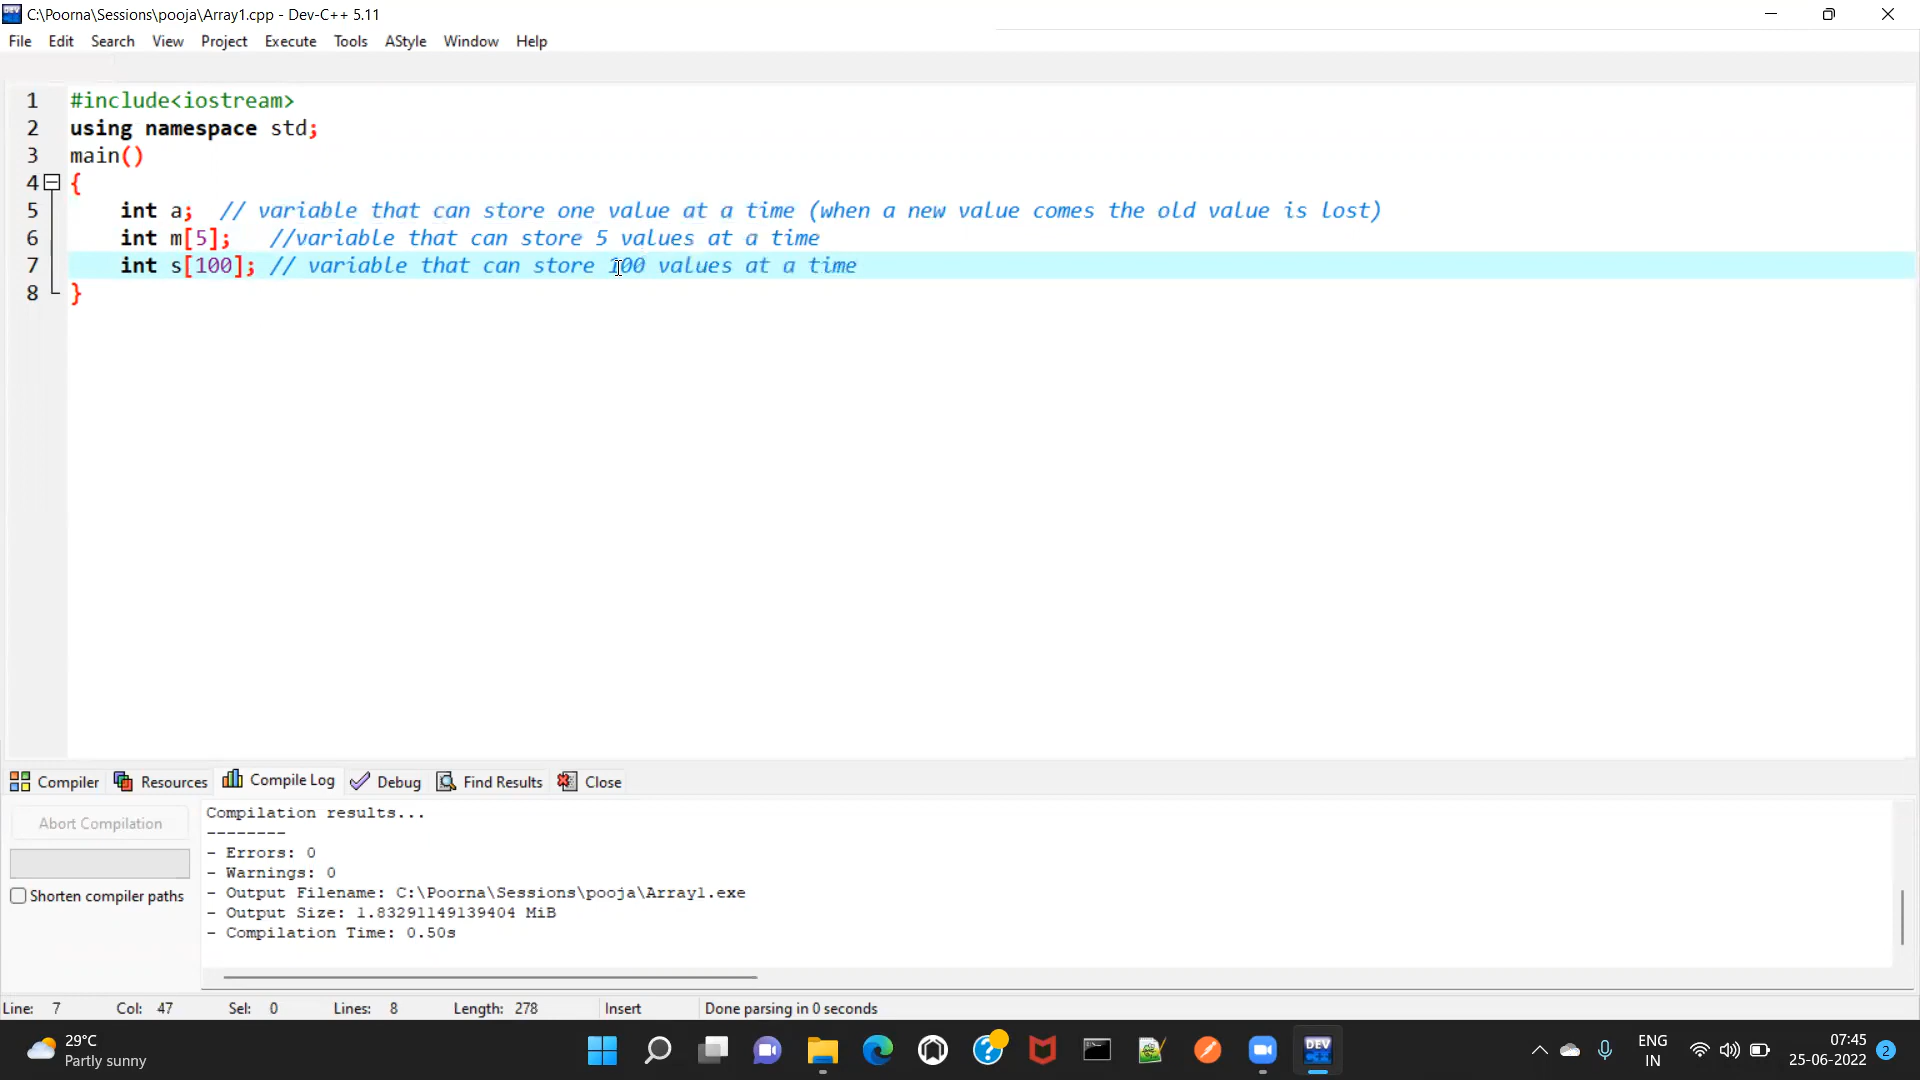 C:\Poorna\Sessions\pooja\Array1.cpp - Dev-C++ 5.11
File Edit Search View Project Execute Tools AStyle Window Help
1 #include<iostream>
2 using namespace std;
3 main()
4 {
5 int a; // variable that can store one value at a time (when a new value comes the old value is lost)
6 int m[5]; //variable that can store 5 values at a time
7 int s[100]; // variable that can store 100 values at a time
8 }
Compiler Resources Compile Log Debug Find Results Close
Abort Compilation
Shorten compiler paths
Compilation results...
--------
- Errors: 0
- Warnings: 0
- Output Filename: C:\Poorna\Sessions\pooja\Array1.exe
- Output Size: 1.83291149139404 MiB
- Compilation Time: 0.50s
Line: 7 Col: 47 Sel: 0 Lines: 8 Length: 278 Insert Done parsing in 0 seconds
29°C
Partly sunny
DEV
ENG
IN
07:45
25-06-2022
2